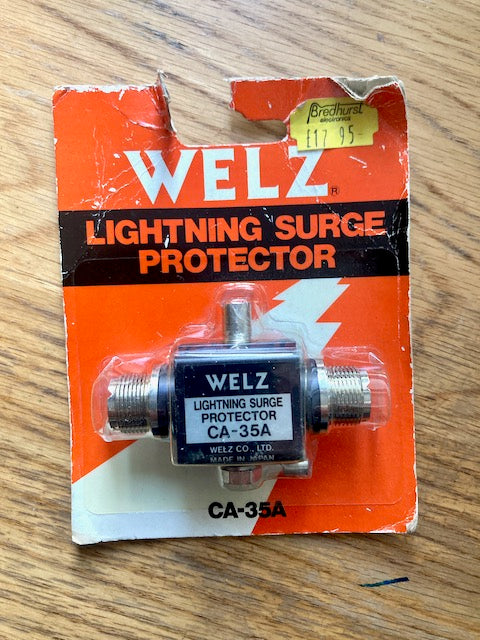 Bredhurst
electronics
£17 95
WELZ®
LIGHTNING SURGE
PROTECTOR
WELZ
LIGHTNING SURGE
PROTECTOR
CA-35A
WELZ CO., LTD.
MADE IN JAPAN
CA-35A